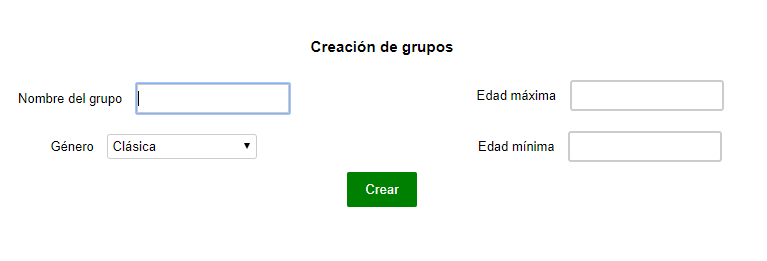 Creación de grupos
Nombre del grupo
Edad máxima
Género Clásica
Edad mínima
Crear